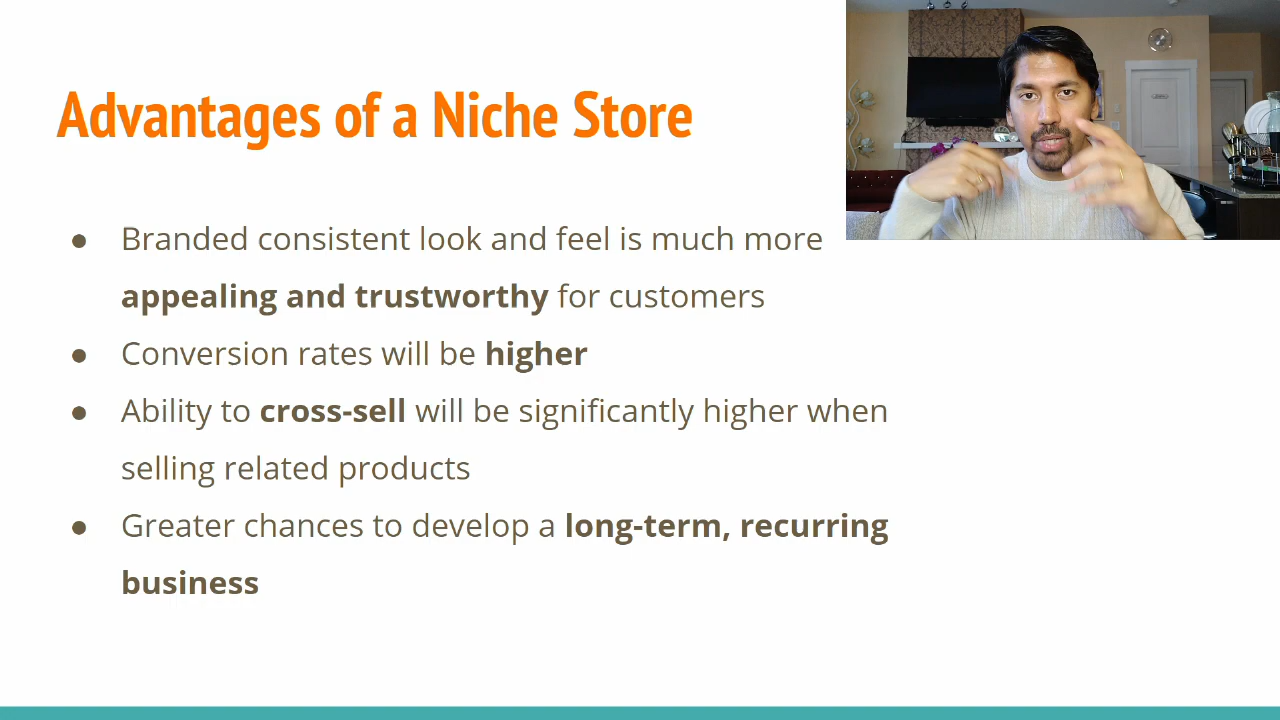 Advantages of a Niche Store
● Branded consistent look and feel is much more
appealing and trustworthy for customers
● Conversion rates will be higher
● Ability to cross-sell will be significantly higher when
selling related products
● Greater chances to develop a long-term, recurring
business